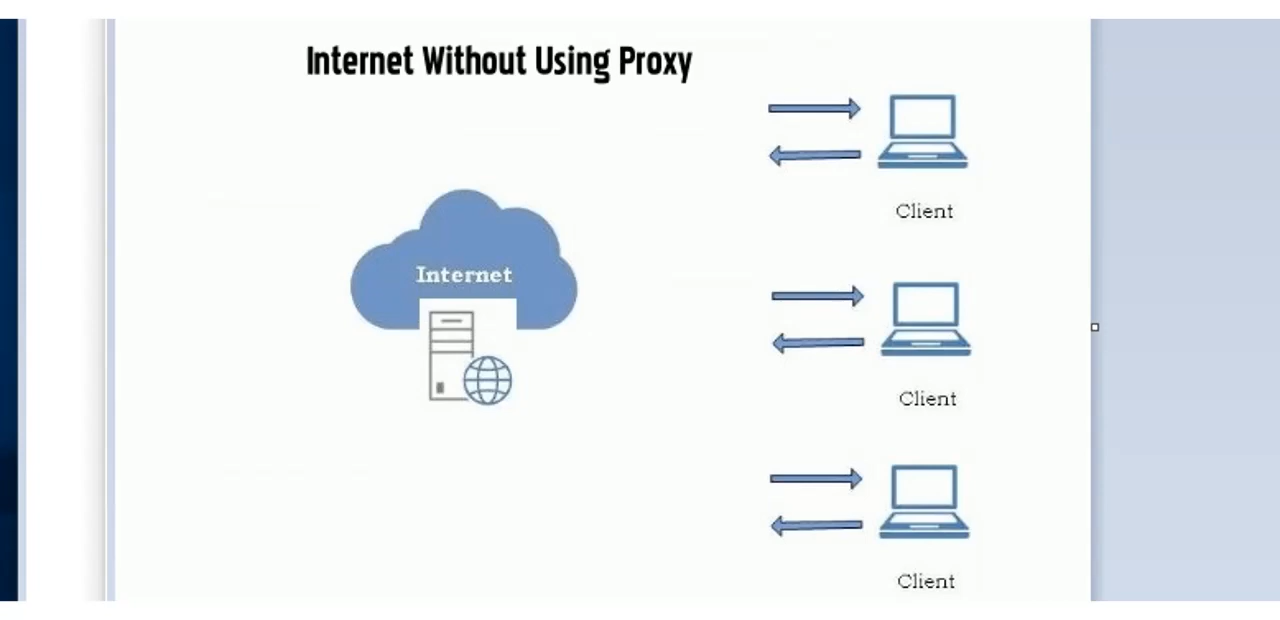 Internet Without Using Proxy
Client
Internet
Client
Client